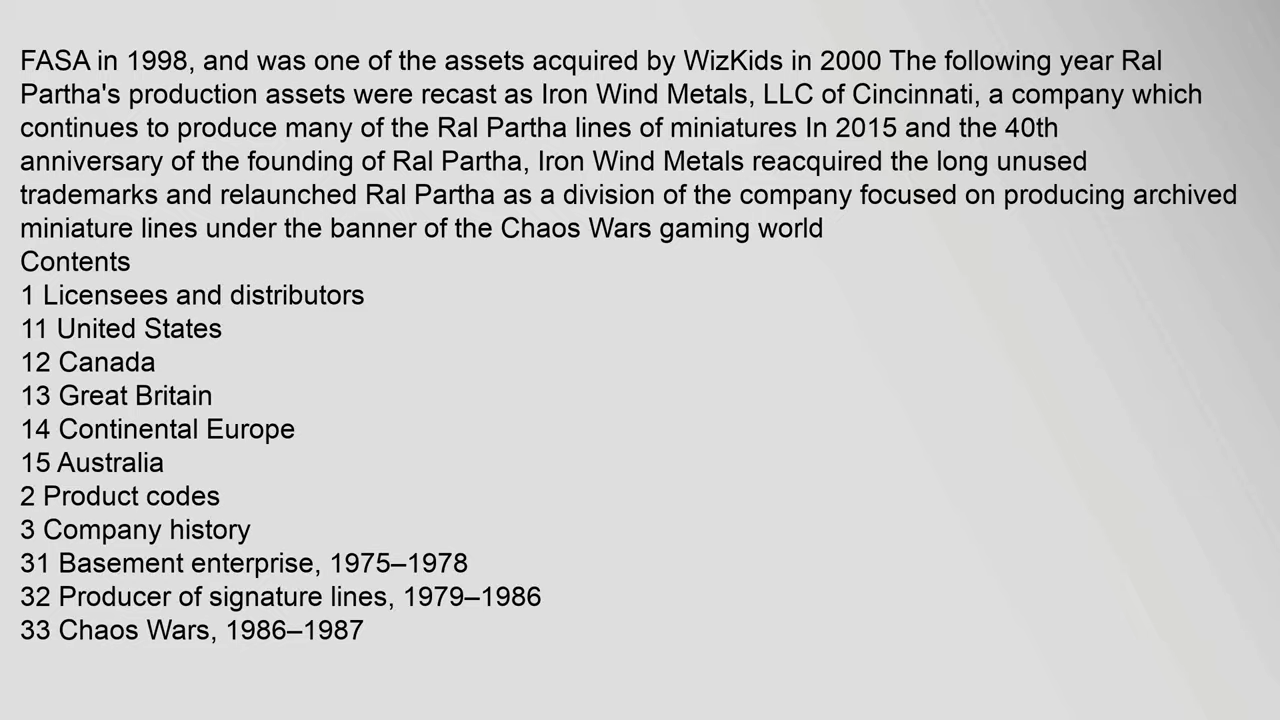 FASA in 1998, and was one of the assets acquired by WizKids in 2000 The following year Ral
Partha's production assets were recast as Iron Wind Metals, LLC of Cincinnati, a company which
continues to produce many of the Ral Partha lines of miniatures In 2015 and the 40th
anniversary of the founding of Ral Partha, Iron Wind Metals reacquired the long unused
trademarks and relaunched Ral Partha as a division of the company focused on producing archived
miniature lines under the banner of the Chaos Wars gaming world
Contents
1 Licensees and distributors
11 United States
12 Canada
13 Great Britain
14 Continental Europe
15 Australia
2 Product codes
3 Company history
31 Basement enterprise, 1975–1978
32 Producer of signature lines, 1979–1986
33 Chaos Wars, 1986–1987